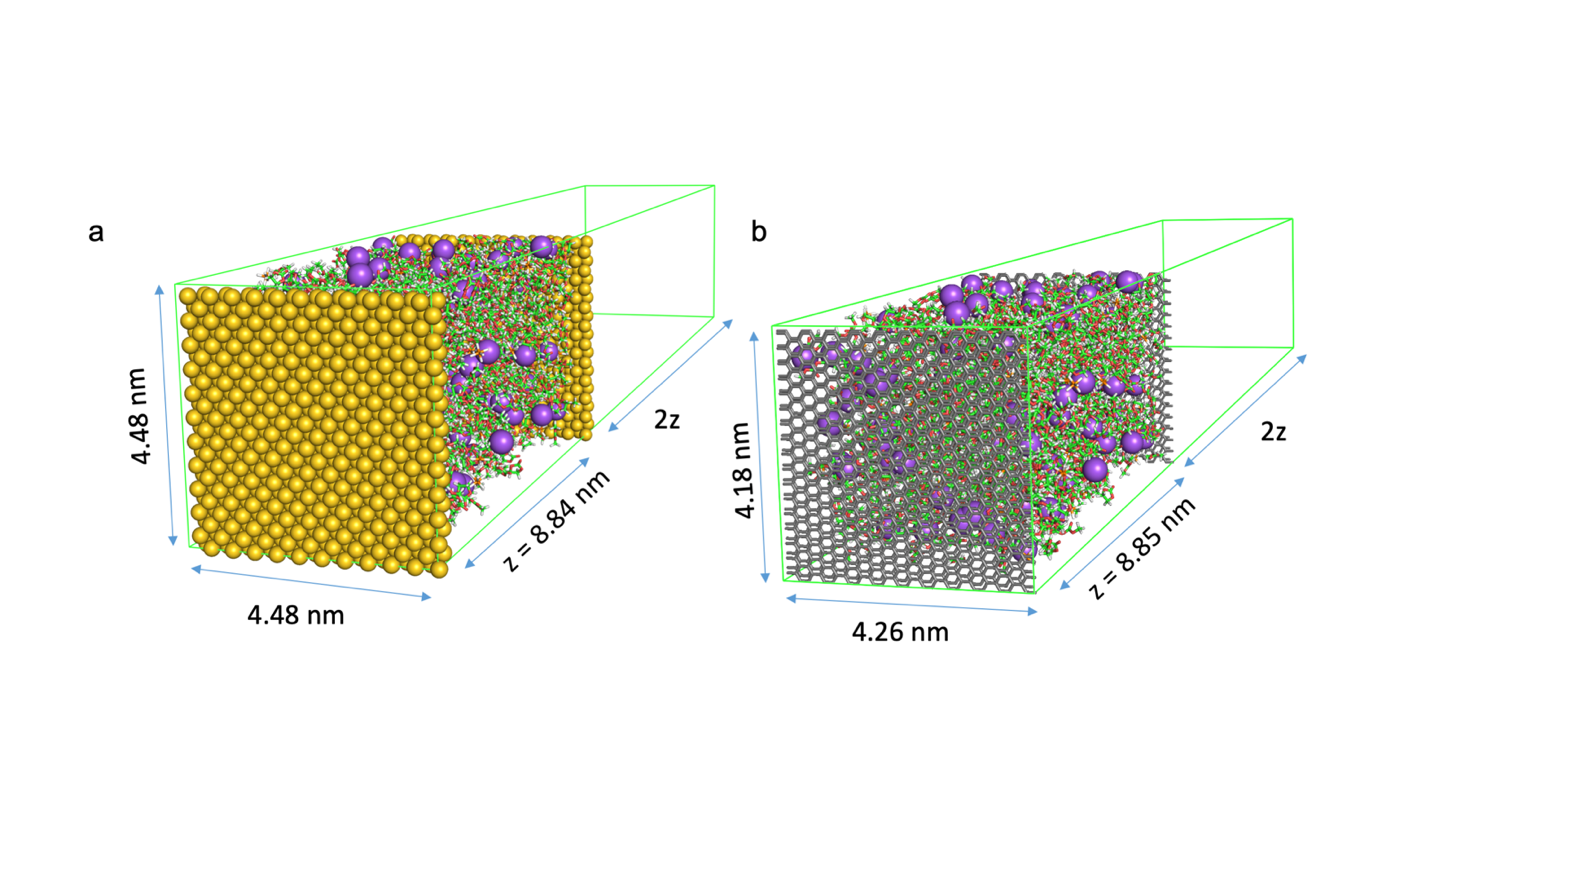 a
4.48 nm
4.48 nm
z = 8.84 nm
2z
b
4.18 nm
4.26 nm
z = 8.85 nm
2z